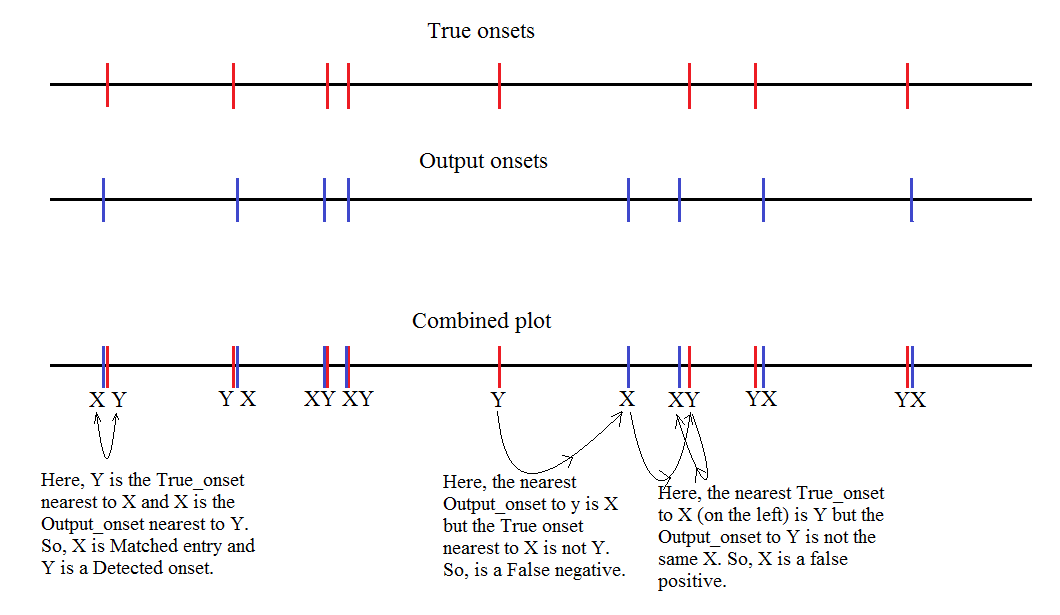 True onsets
Output onsets
Combined plot
X Y Y X XY XY Y X XY YX YX
Here, Y is the True_onset
nearest to X and X is the
Output_onset nearest to Y.
So, X is Matched entry and
Y is a Detected onset.
Here, the nearest
Output_onset to y is X
but the True onset
nearest to X is not Y.
So, is a False negative.
Here, the nearest True_onset
to X (on the left) is Y but the
Output_onset to Y is not the
same X. So, X is a false
positive.